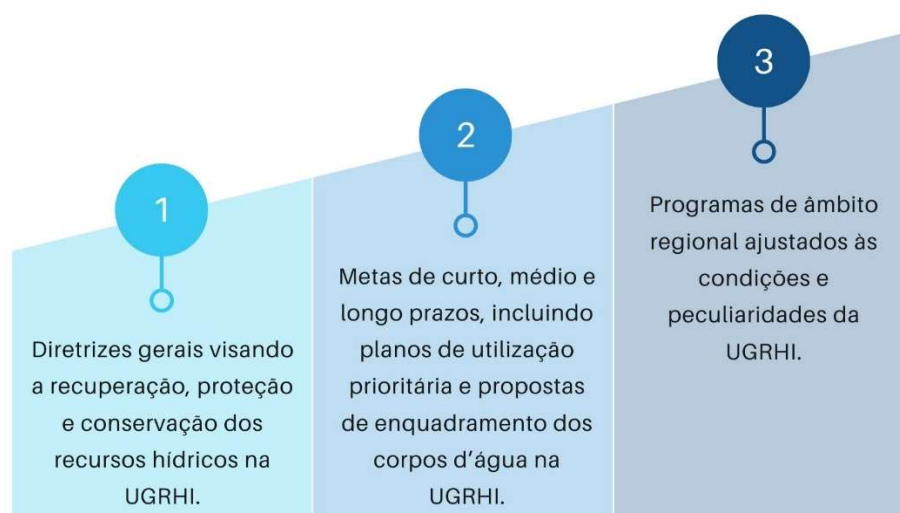 1
Diretrizes gerais visando
a recuperação, proteção
e conservação dos
recursos hídricos na
UGRHI.
2
Metas de curto, médio e
longo prazos, incluindo
planos de utilização
prioritária e propostas
de enquadramento dos
corpos d’água na
UGRHI.
3
Programas de âmbito
regional ajustados às
condições e
peculiaridades da
UGRHI.